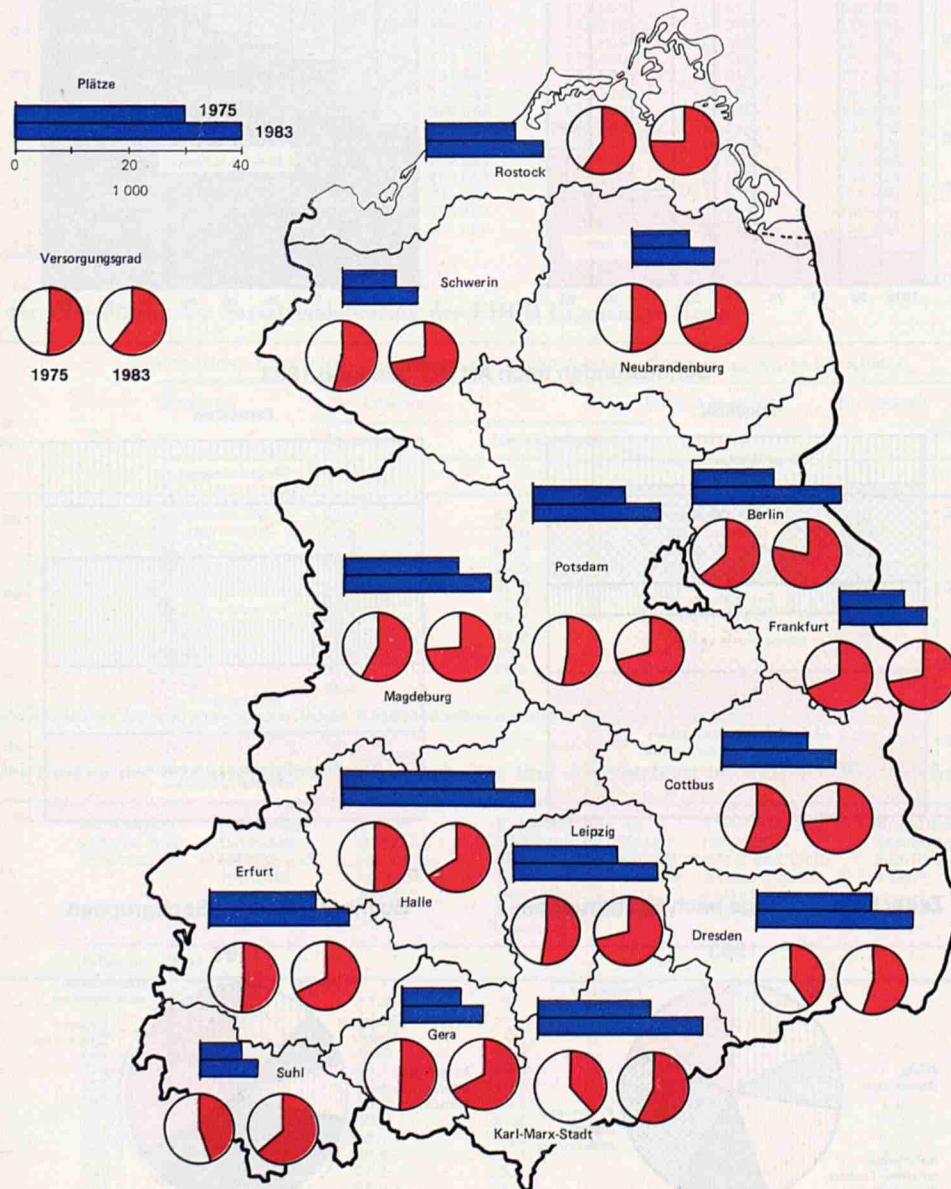 Plätze
1975
1983
0
20
40
1 000
Rostock
Schwerin
Versorgungsgrad
1975
1983
Neubrandenburg
Berlin
Potsdam
Frankfurt
Magdeburg
Cottbus
Leipzig
Erfurt
Halle
Dresden
Gera
Suhl
Karl-Marx-Stadt